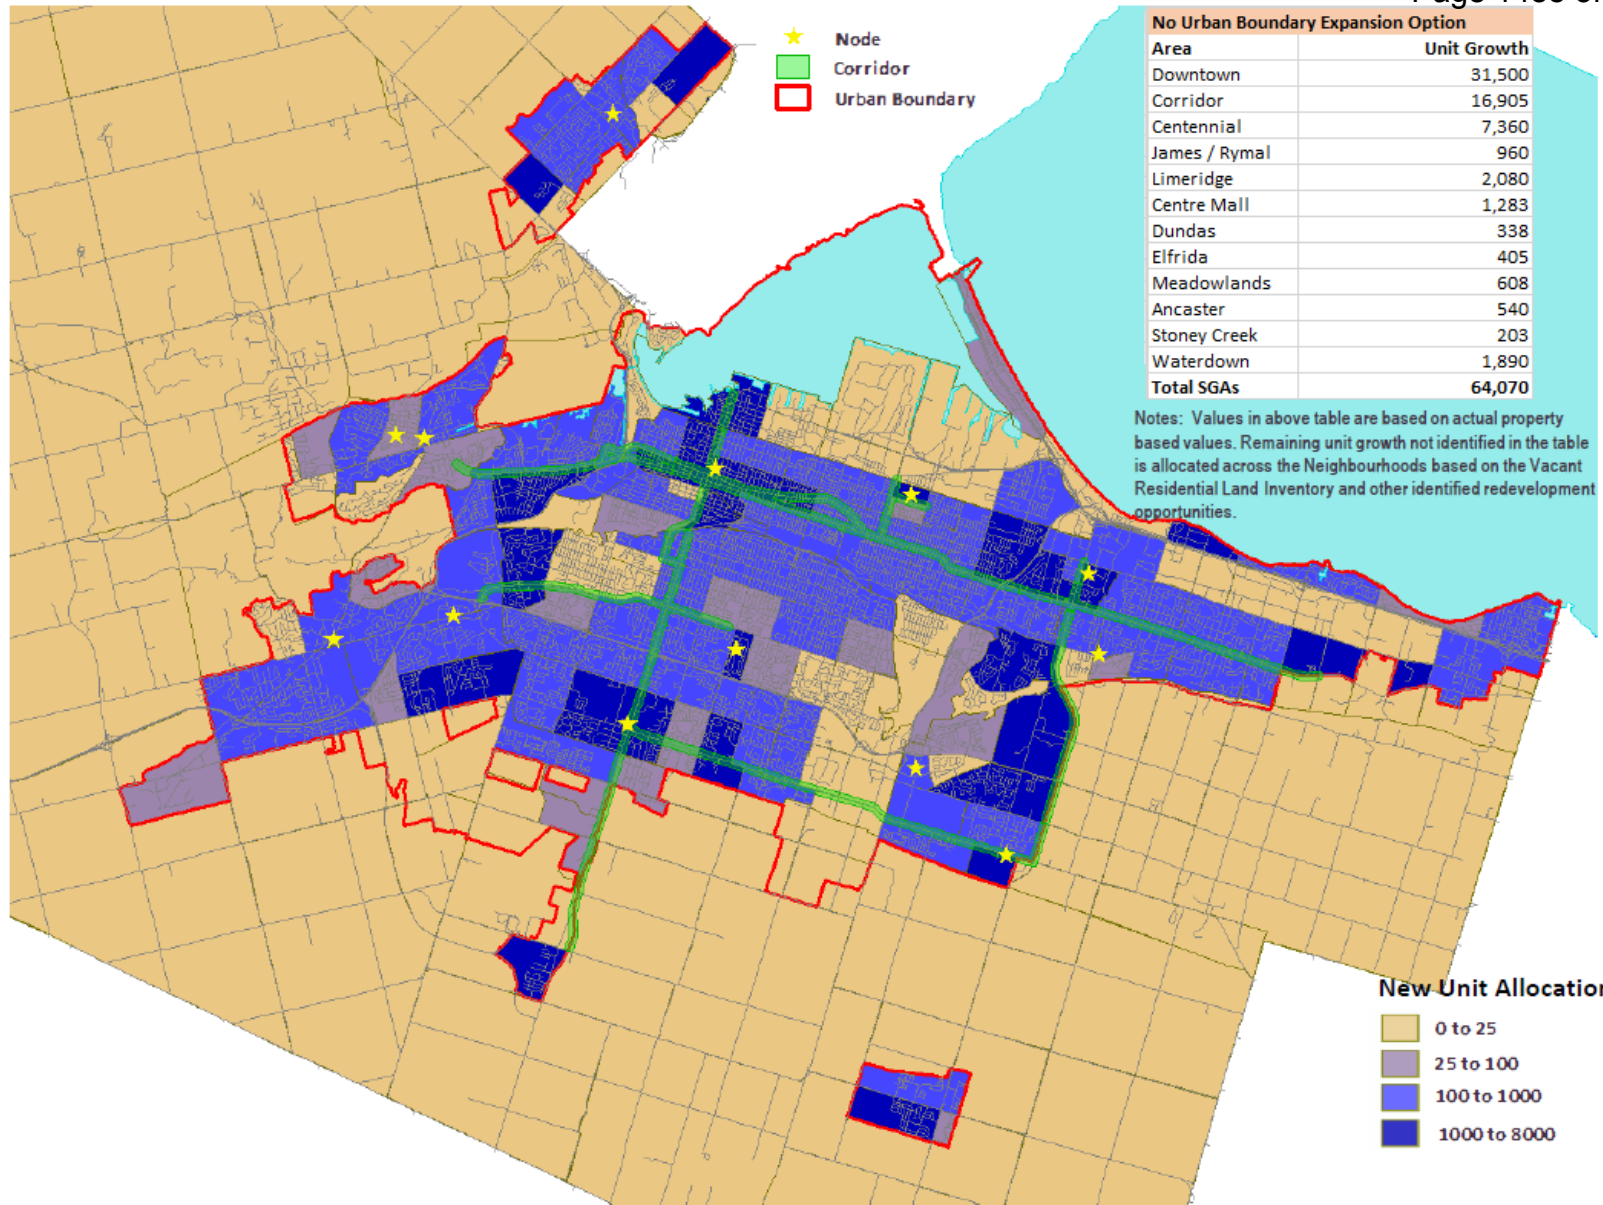 Node
Corridor
Urban Boundary
No Urban Boundary Expansion Option
Area Unit Growth
Downtown 31,500
Corridor 16,905
Centennial 7,360
James / Rymal 960
Limeridge 2,080
Centre Mall 1,283
Dundas 338
Elfrida 405
Meadowlands 608
Ancaster 540
Stoney Creek 203
Waterdown 1,890
Total SGAs 64,070
Notes: Values in above table are based on actual property
based values. Remaining unit growth not identified in the table
is allocated across the Neighbourhoods based on the Vacant
Residential Land Inventory and other identified redevelopment
opportunities.
New Unit Allocation
0 to 25
25 to 100
100 to 1000
1000 to 8000